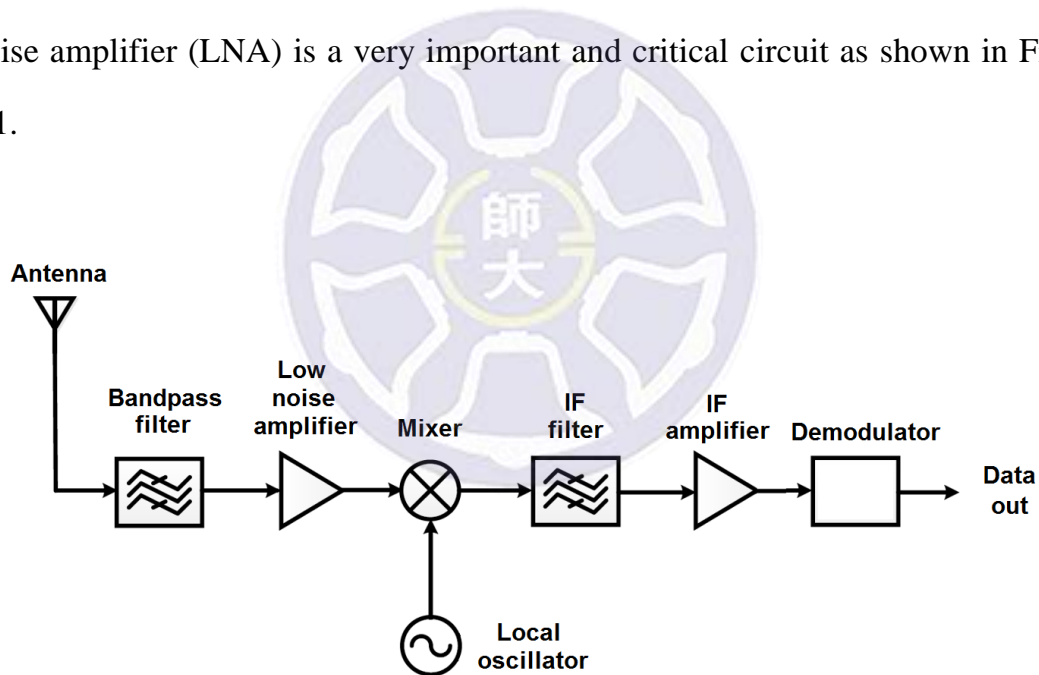 ise amplifier (LNA) is a very important and critical circuit as shown in F
1.
師
大
Antenna
Bandpass
filter
Low
noise
amplifier
Mixer
IF
filter
IF
amplifier
Demodulator
Data
out
Local
oscillator